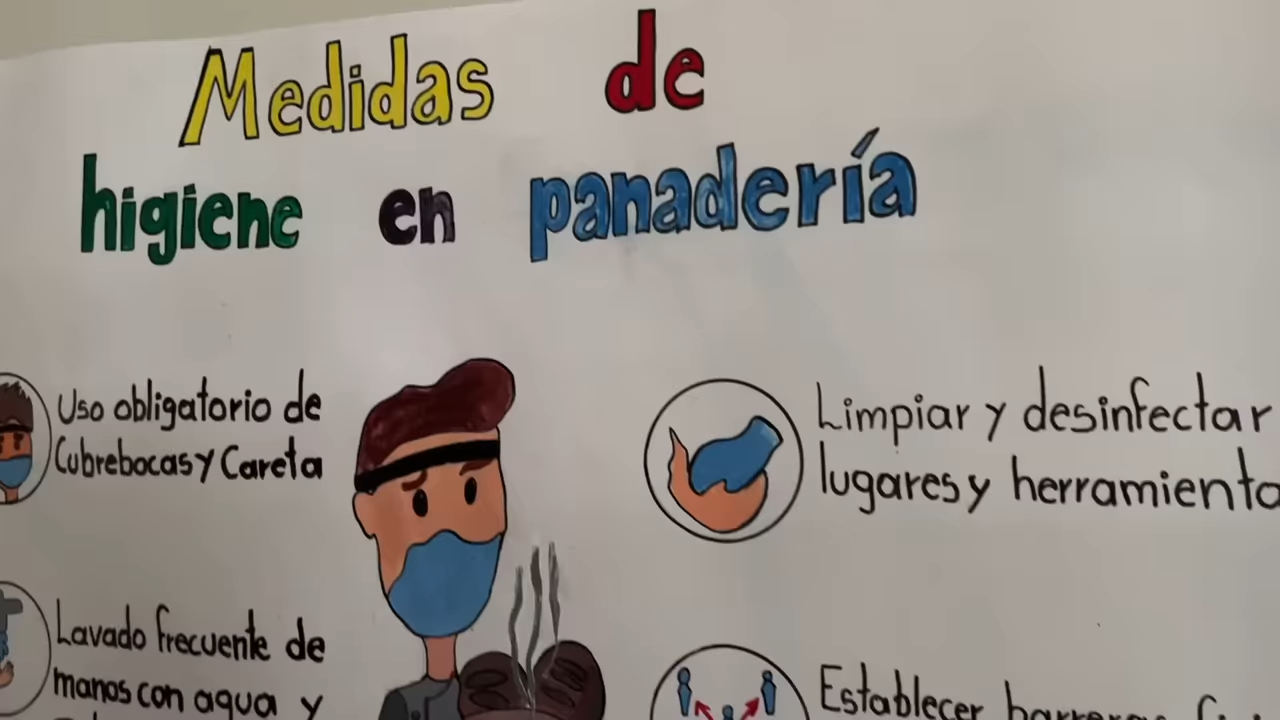 Medidas de
higiene en panadería
Uso obligatorio de
Cubrebocas y Careta
Lavado frecuente de
manos con agua y
Limpiar y desinfectar
lugares y
Establecer